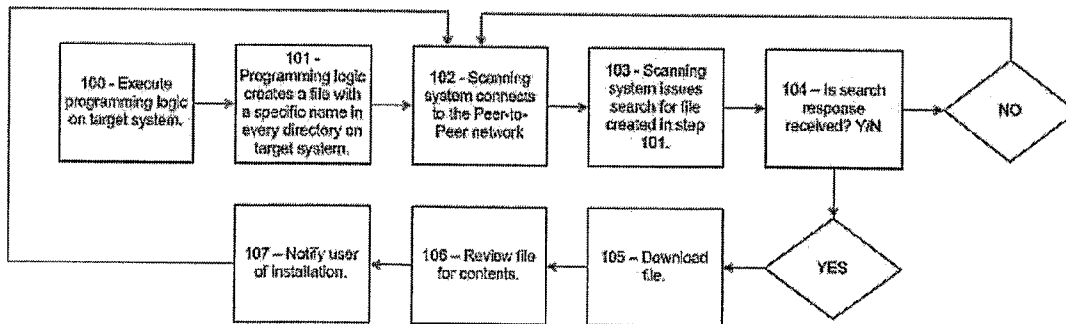 100 - Execute
programming logic
on target system.
101 -
Programming logic
creates a file with
a specific name in
every directory on
target system.
102 - Scanning
system connects
to the Peer-to-
Peer network
103 - Scanning
system issues
search for file
created in step
101.
104 – Is search
response
received? Y/N
NO
YES
105 – Download
file.
106 – Review file
for contents.
107 – Notify user
of installation.